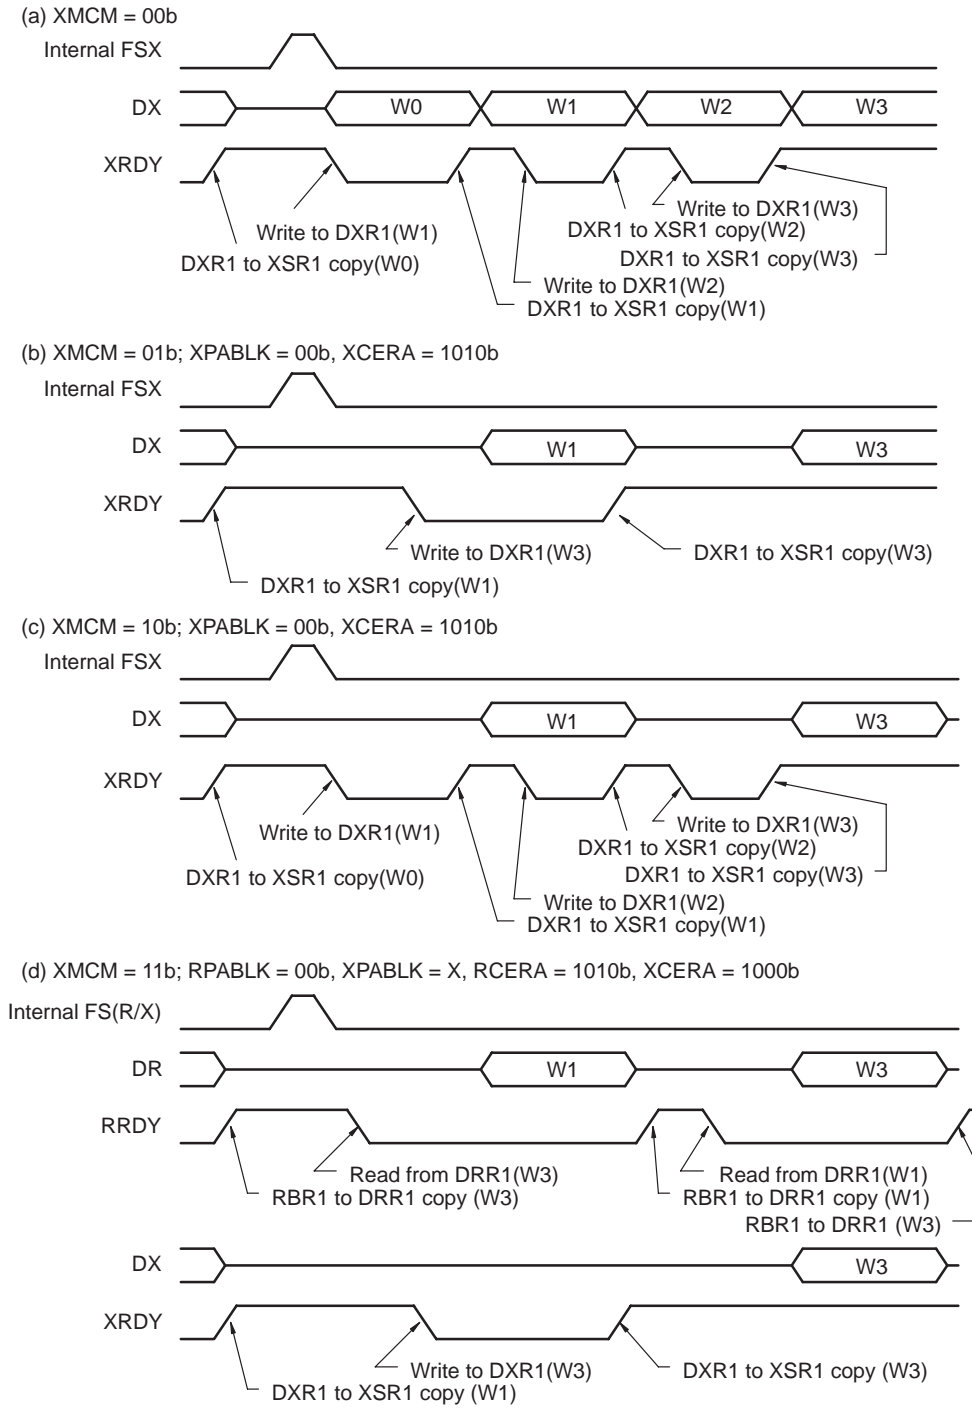 (a) XMCM = 00b
Internal FSX
DX
W0
W1
W2
W3
XRDY
Write to DXR1(W1)
DXR1 to XSR1 copy(W0)
Write to DXR1(W3)
DXR1 to XSR1 copy(W2)
DXR1 to XSR1 copy(W3)
Write to DXR1(W2)
DXR1 to XSR1 copy(W1)
(b) XMCM = 01b; XPABLK = 00b, XCERA = 1010b
Internal FSX
DX
W1
W3
XRDY
Write to DXR1(W3)
DXR1 to XSR1 copy(W3)
DXR1 to XSR1 copy(W1)
(c) XMCM = 10b; XPABLK = 00b, XCERA = 1010b
Internal FSX
DX
W1
W3
XRDY
Write to DXR1(W1)
DXR1 to XSR1 copy(W0)
Write to DXR1(W3)
DXR1 to XSR1 copy(W2)
DXR1 to XSR1 copy(W3)
Write to DXR1(W2)
DXR1 to XSR1 copy(W1)
(d) XMCM = 11b; RPABLK = 00b, XPABLK = X, RCERA = 1010b, XCERA = 1000b
Internal FS(R/X)
DR
W1
W3
RRDY
Read from DRR1(W3)
RBR1 to DRR1 copy (W3)
Read from DRR1(W1)
RBR1 to DRR1 copy (W1)
RBR1 to DRR1 (W3)
DX
W3
XRDY
Write to DXR1(W3)
DXR1 to XSR1 copy (W1)
DXR1 to XSR1 copy (W3)